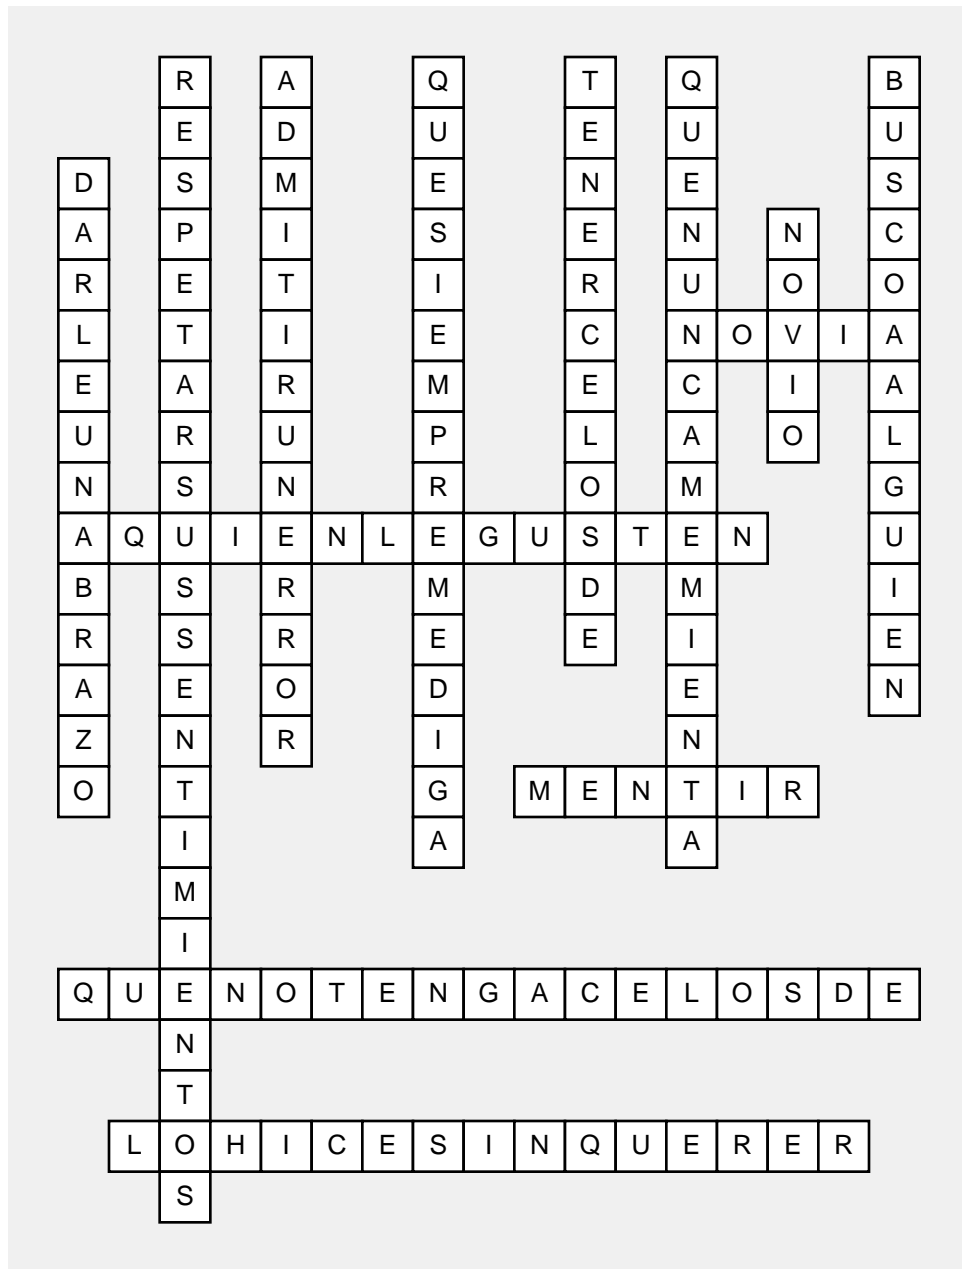 RESPETARSUSSENTIMIENTOS
ADMITIRUNERROR
QUESIEMPREMEDIGA
TENERCELOSDE
QUENUNCAMEMIENTA
BUSCOAALGUIEN
DARLEUNABRAZO
NOVIO
NOVIA
AQUIENLEGUSTEN
MENTIR
QUENOTENGACELOSDE
LOHICESINQUERER